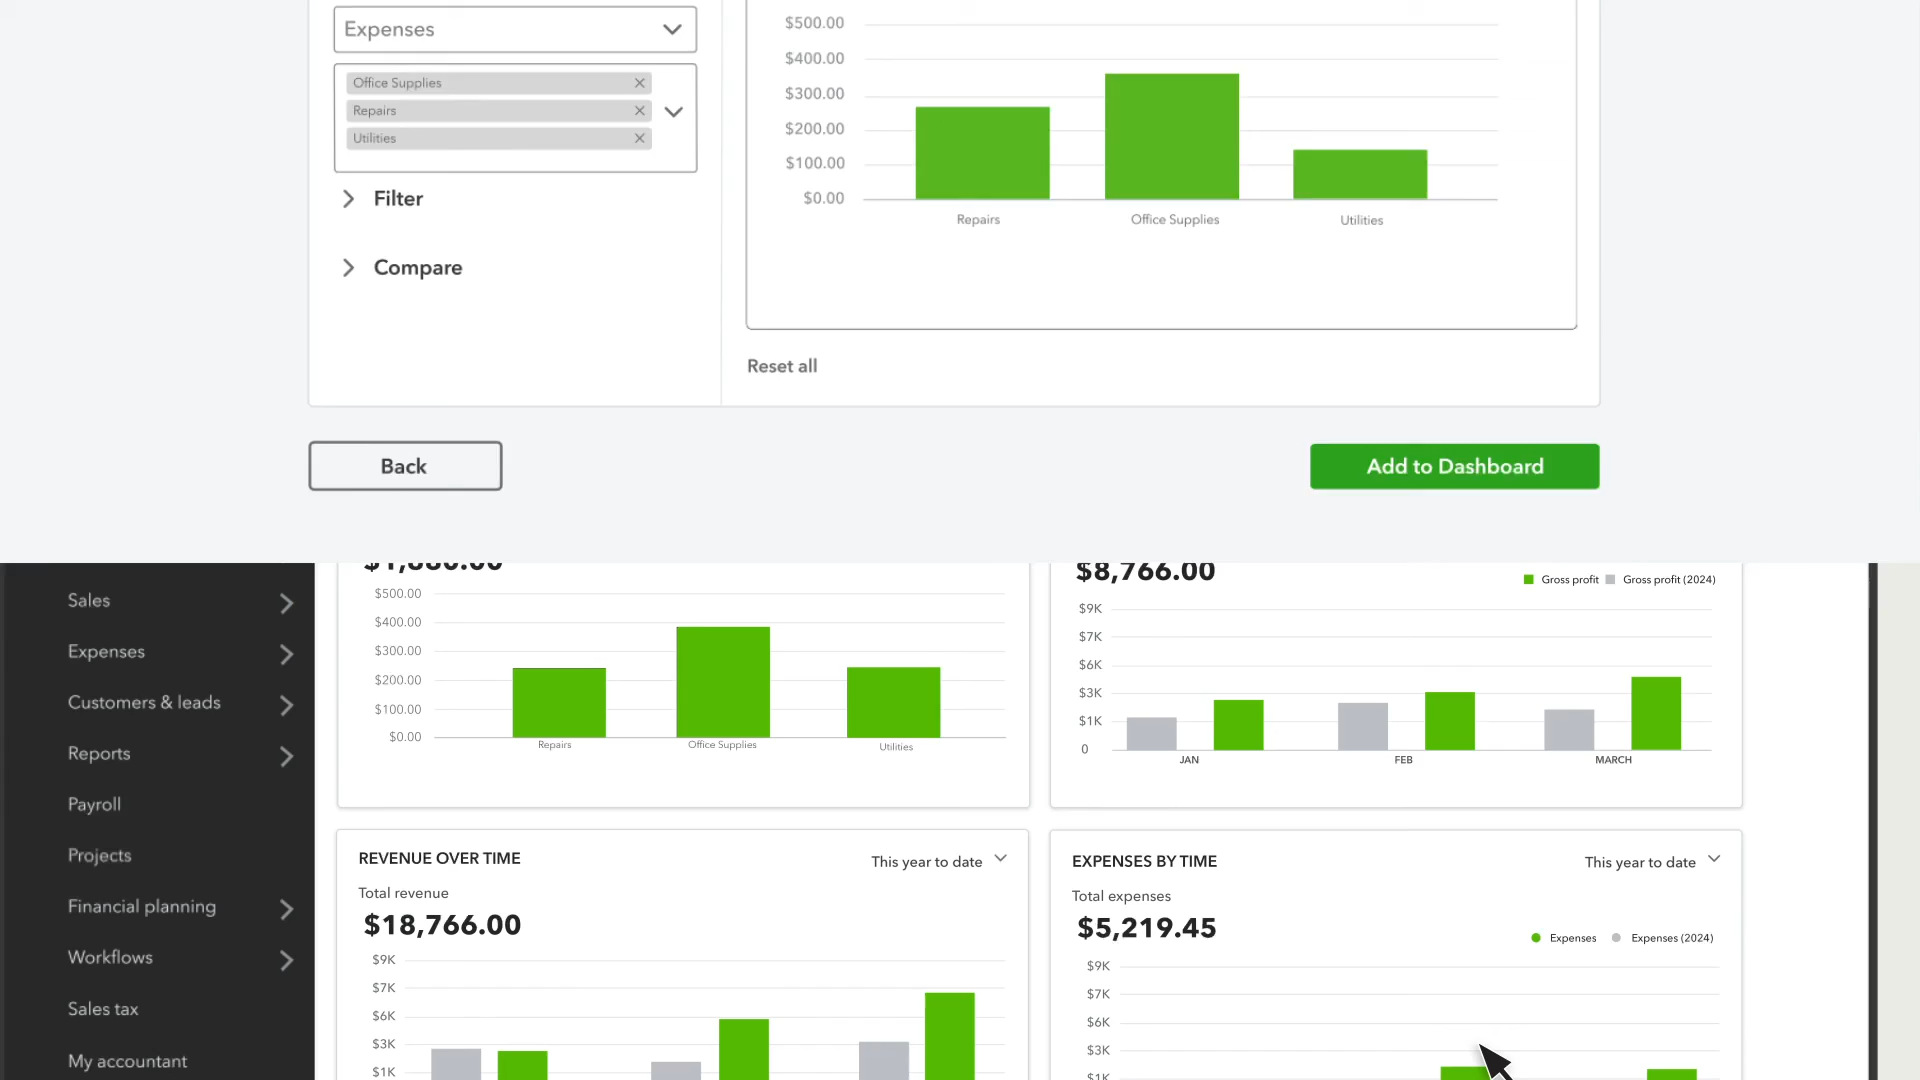 Expenses
Office Supplies
Repairs
Utilities
Filter
Compare
$500.00
$400.00
$300.00
$200.00
$100.00
$0.00
Repairs Office Supplies Utilities
Reset all
Back
Add to Dashboard
Sales
Expenses
Customers & leads
Reports
Payroll
Projects
Financial planning
Workflows
Sales tax
My accountant
$500.00
$400.00
$300.00
$200.00
$100.00
$0.00
Repairs Office Supplies Utilities
$8,766.00
Gross profit Gross profit (2024)
$9K
$7K
$6K
$3K
$1K
0
JAN FEB MARCH
REVENUE OVER TIME
This year to date
Total revenue
$18,766.00
$9K
$7K
$6K
$3K
$1K
EXPENSES BY TIME
This year to date
Total expenses
$5,219.45
Expenses Expenses (2024)
$9K
$7K
$6K
$3K
$1K